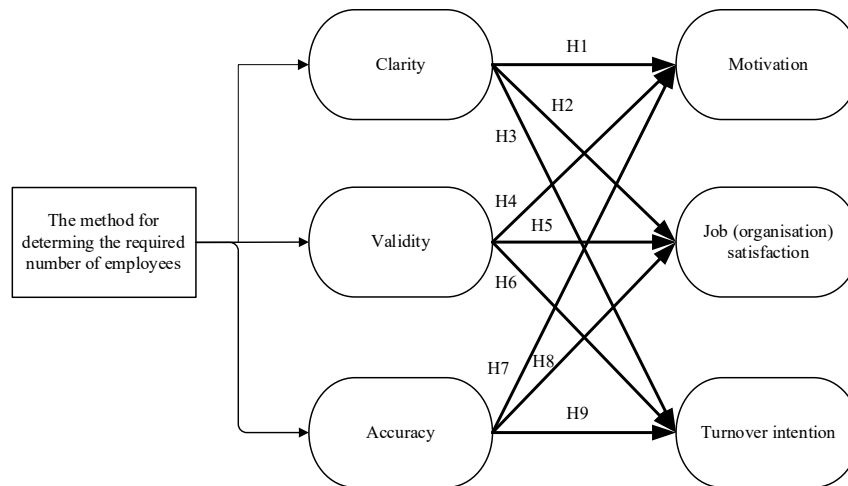 Clarity
H1
Motivation
H2
H3
The method for
determing the required
number of employees
Validity
H4
H5
H6
Job (organisation)
satisfaction
Accuracy
H7
H8
H9
Turnover intention